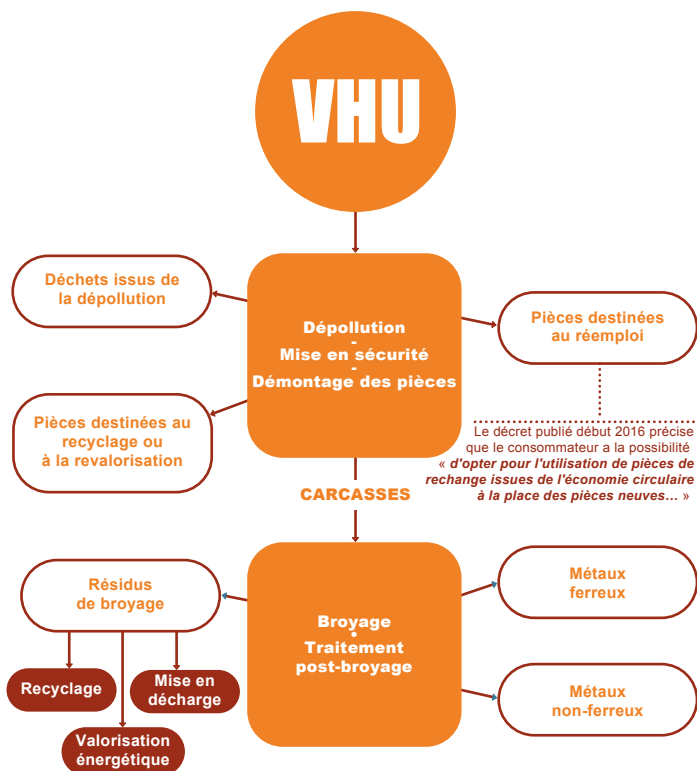 VHU
Déchets issus de
la dépollution
Dépollution
-
Mise en sécurité
-
Démontage des pièces
Pièces destinées
au réemploi
Pièces destinées au
recyclage ou
à la revalorisation
Le décret publié début 2016 précise
que le consommateur a la possibilité
« d'opter pour l'utilisation de pièces de
rechange issues de l'économie circulaire
à la place des pièces neuves... »
CARCASSES
Résidus
de broyage
Broyage
•
Traitement
post-broyage
Métaux
ferreux
Métaux
non-ferreux
Recyclage
Mise en
décharge
Valorisation
énergétique